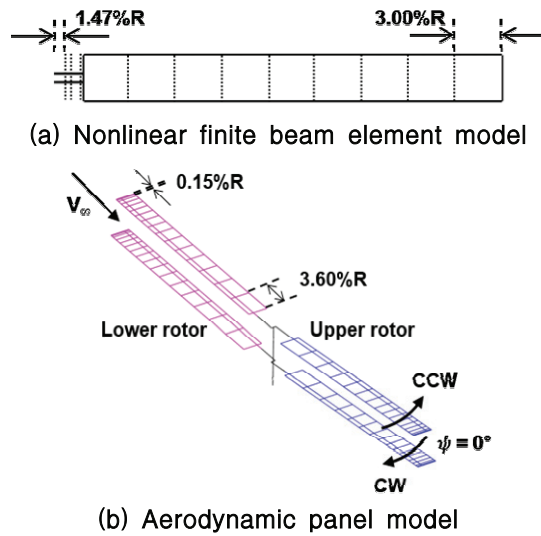 1.47%R 3.00%R
(a) Nonlinear finite beam element model
0.15%R
V∞
3.60%R
Lower rotor Upper rotor
CCW
ψ = 0°
CW
(b) Aerodynamic panel model